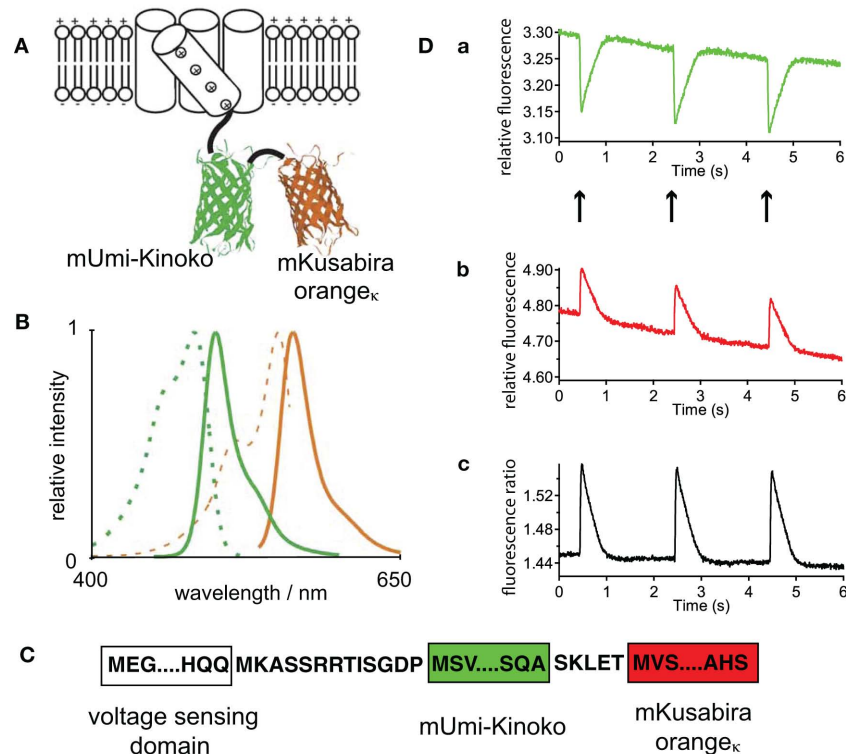 A
+ + + + + + + + + + + +
- - - - - - - - - - - -
mUmi-Kinoko
mKusabira
orangeκ
B
1
relative intensity
0
400
wavelength / nm
650
D a
relative fluorescence
3.30
3.25
3.20
3.15
3.10
0 1 2 3 4 5 6
Time (s)
b
relative fluorescence
4.90
4.80
4.70
4.60
0 1 2 3 4 5 6
Time (s)
c
fluorescence ratio
1.52
1.48
1.44
0 1 2 3 4 5 6
Time (s)
C
MEG....HQQ MKASSRRTISGDP MSV....SQA SKLET MVS....AHS
voltage sensing
domain
mUmi-Kinoko
mKusabira
orangeκ